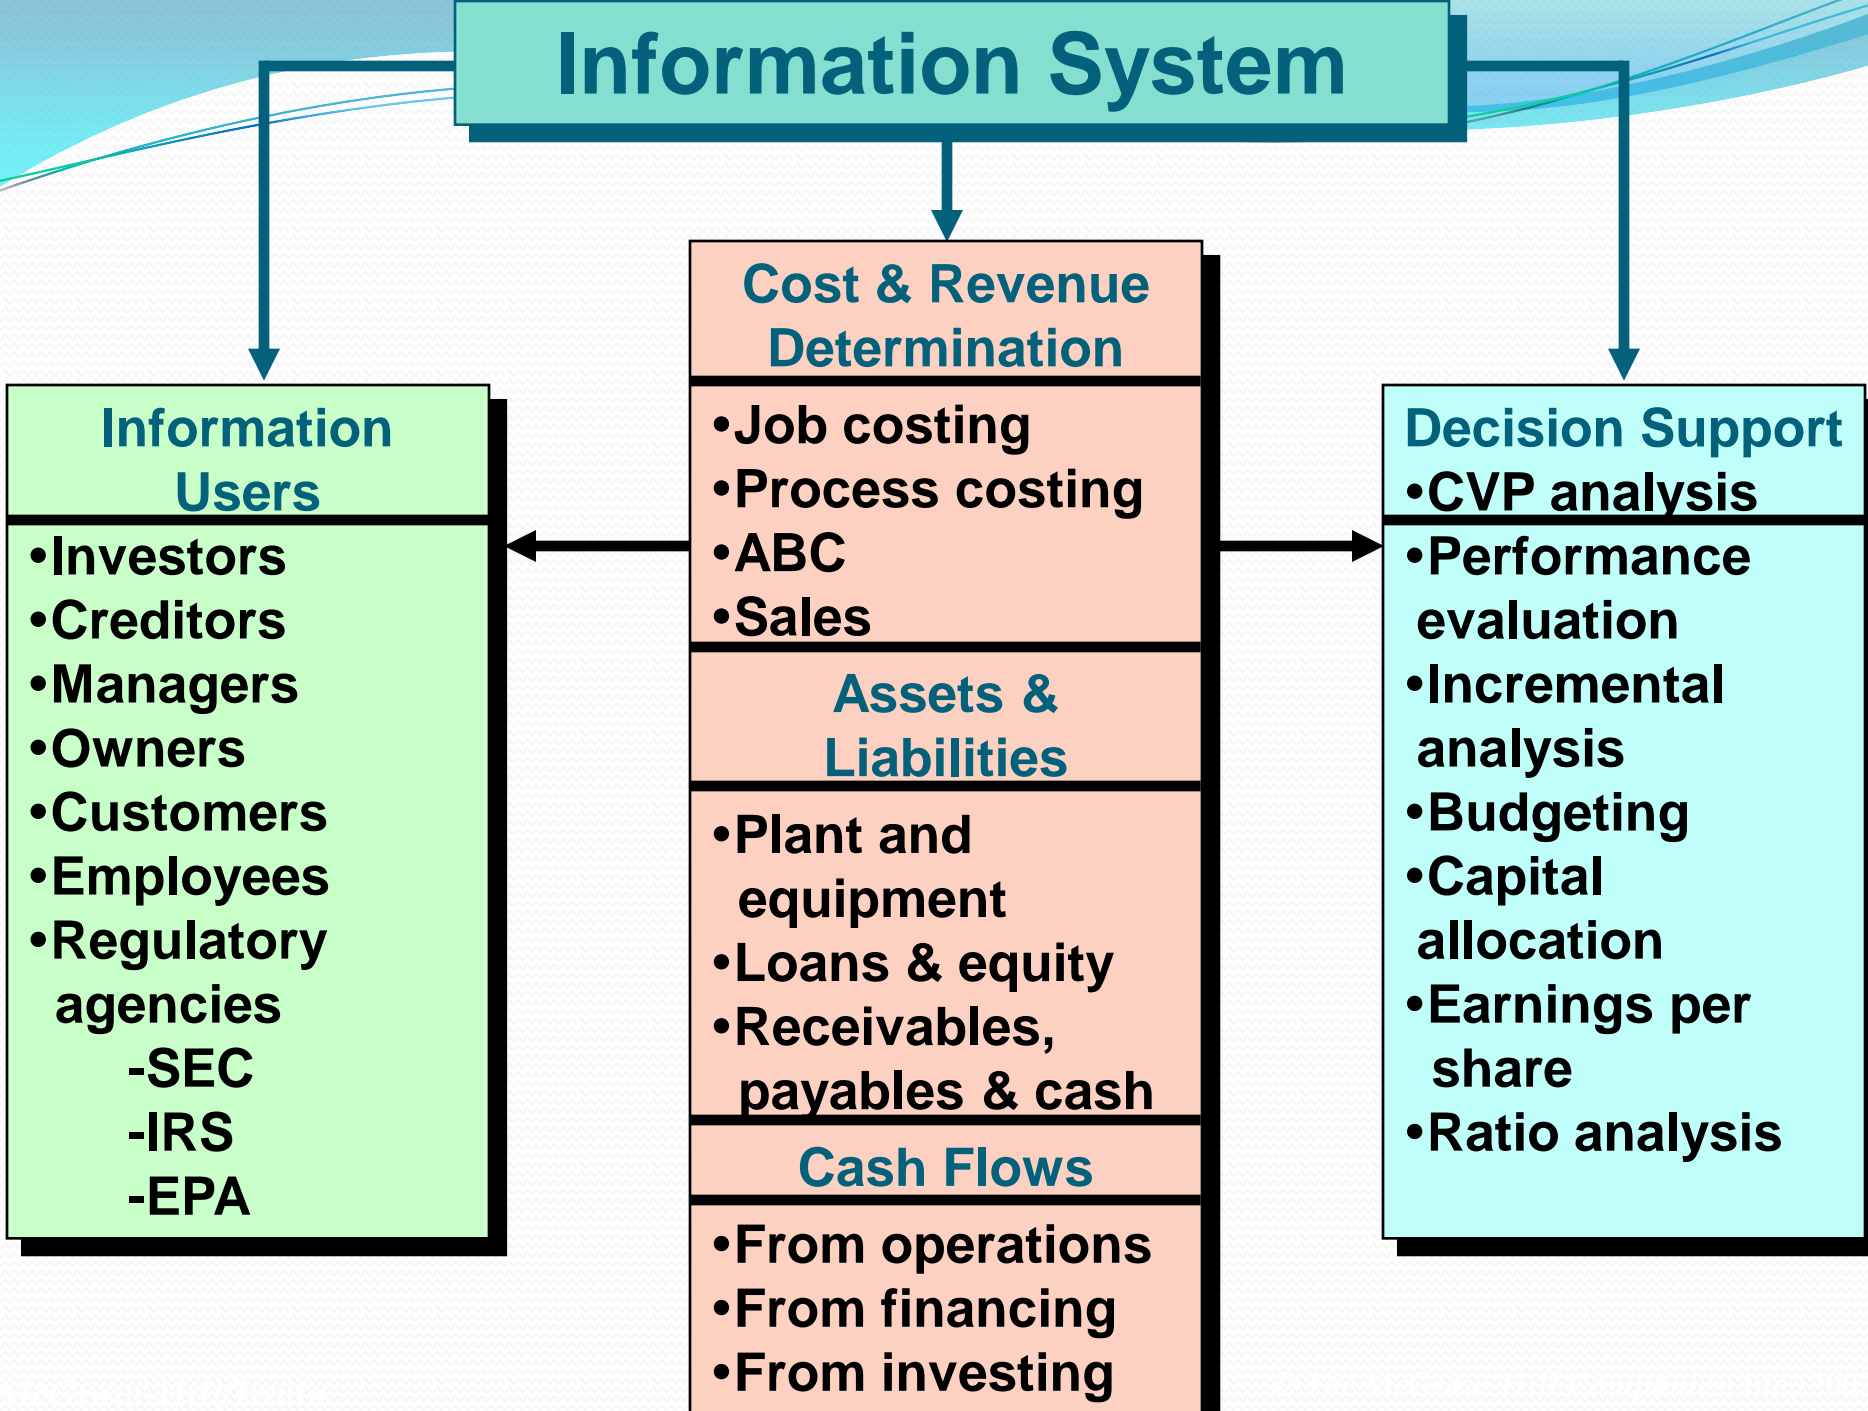 Information System
Information
Users
•Investors
•Creditors
•Managers
•Owners
•Customers
•Employees
•Regulatory
agencies
-SEC
-IRS
-EPA
Cost & Revenue
Determination
•Job costing
•Process costing
•ABC
•Sales
Assets &
Liabilities
•Plant and
equipment
•Loans & equity
•Receivables,
payables & cash
Cash Flows
•From operations
•From financing
•From investing
Decision Support
•CVP analysis
•Performance
evaluation
•Incremental
analysis
•Budgeting
•Capital
allocation
•Earnings per
share
•Ratio analysis